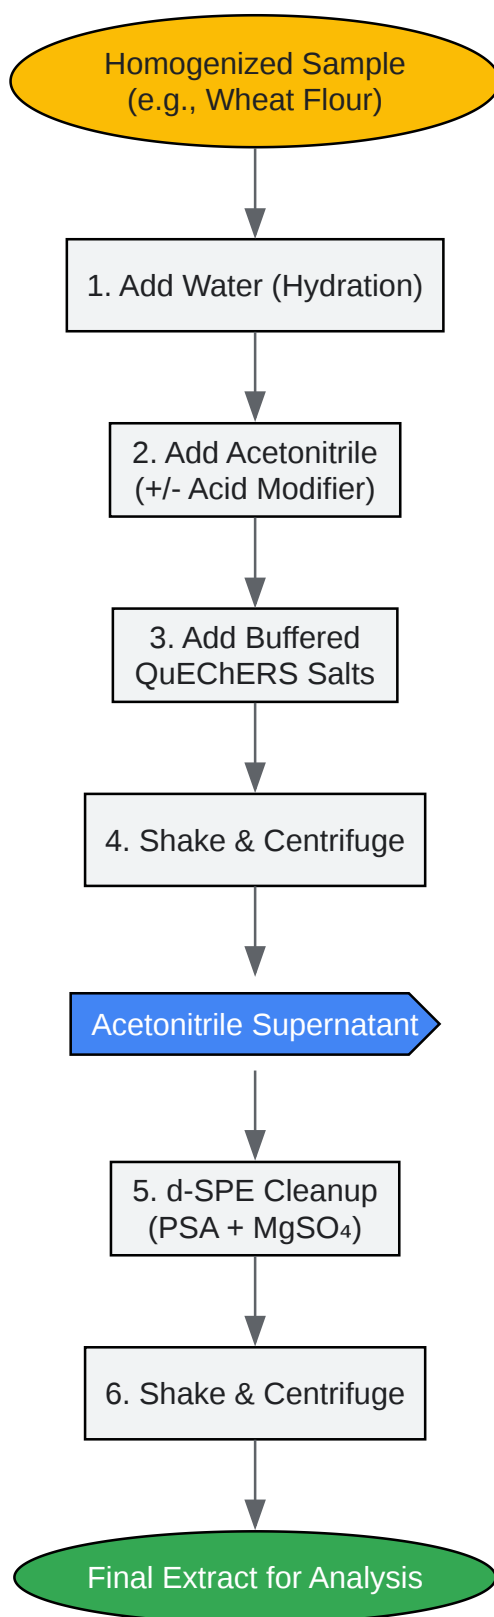 Homogenized Sample
(e.g., Wheat Flour)
1. Add Water (Hydration)
2. Add Acetonitrile
(+/- Acid Modifier)
3. Add Buffered
QuEChERS Salts
4. Shake & Centrifuge
Acetonitrile Supernatant
5. d-SPE Cleanup
(PSA + MgSO₄)
6. Shake & Centrifuge
Final Extract for Analysis